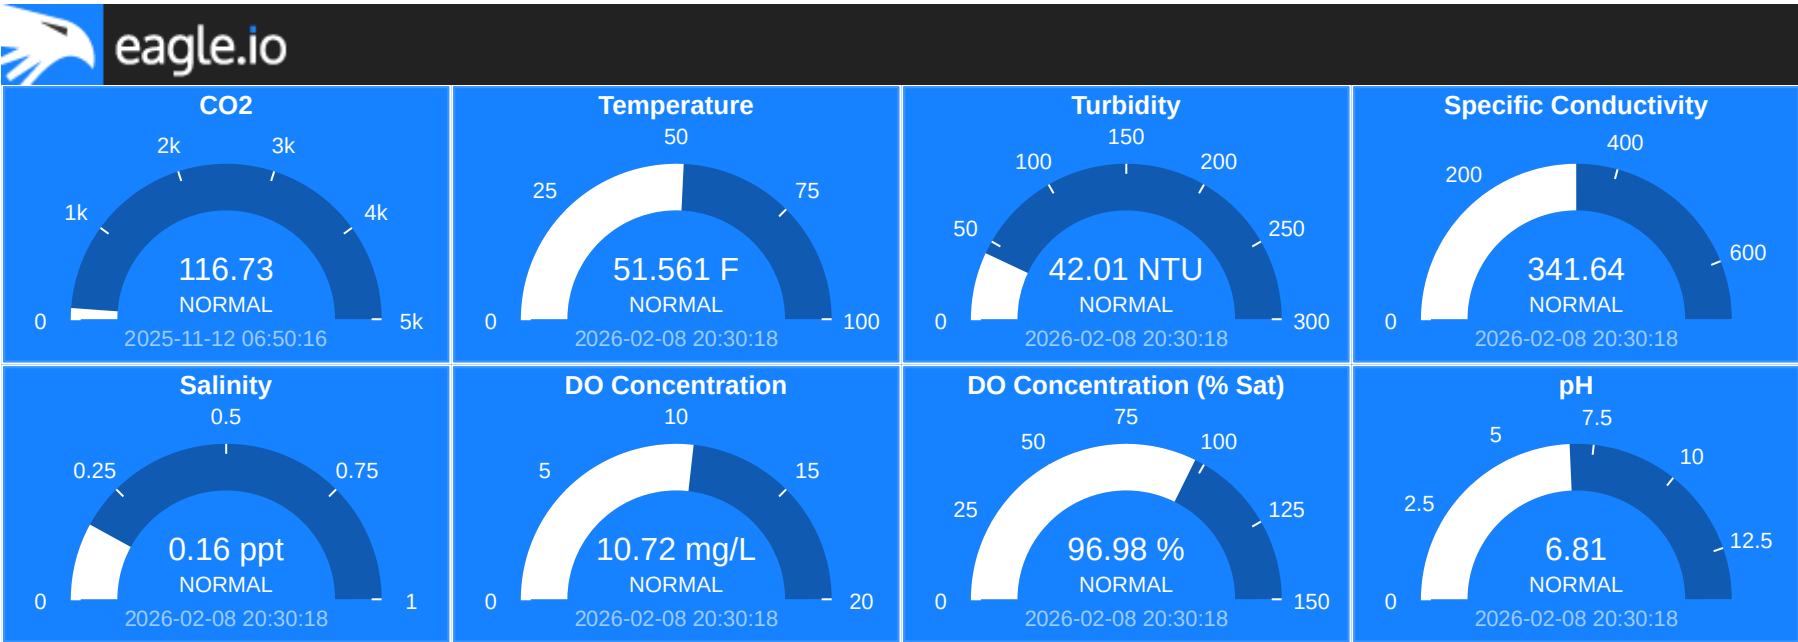 eagle.io
CO2
0
1k
2k
3k
4k
5k
116.73
NORMAL
2025-11-12 06:50:16
Temperature
0
25
50
75
100
51.561 F
NORMAL
2026-02-08 20:30:18
Turbidity
0
50
100
150
200
250
300
42.01 NTU
NORMAL
2026-02-08 20:30:18
Specific Conductivity
0
200
400
600
341.64
NORMAL
2026-02-08 20:30:18
Salinity
0
0.25
0.5
0.75
1
0.16 ppt
NORMAL
2026-02-08 20:30:18
DO Concentration
0
5
10
15
20
10.72 mg/L
NORMAL
2026-02-08 20:30:18
DO Concentration (% Sat)
0
25
50
75
100
125
150
96.98 %
NORMAL
2026-02-08 20:30:18
pH
0
2.5
5
7.5
10
12.5
6.81
NORMAL
2026-02-08 20:30:18